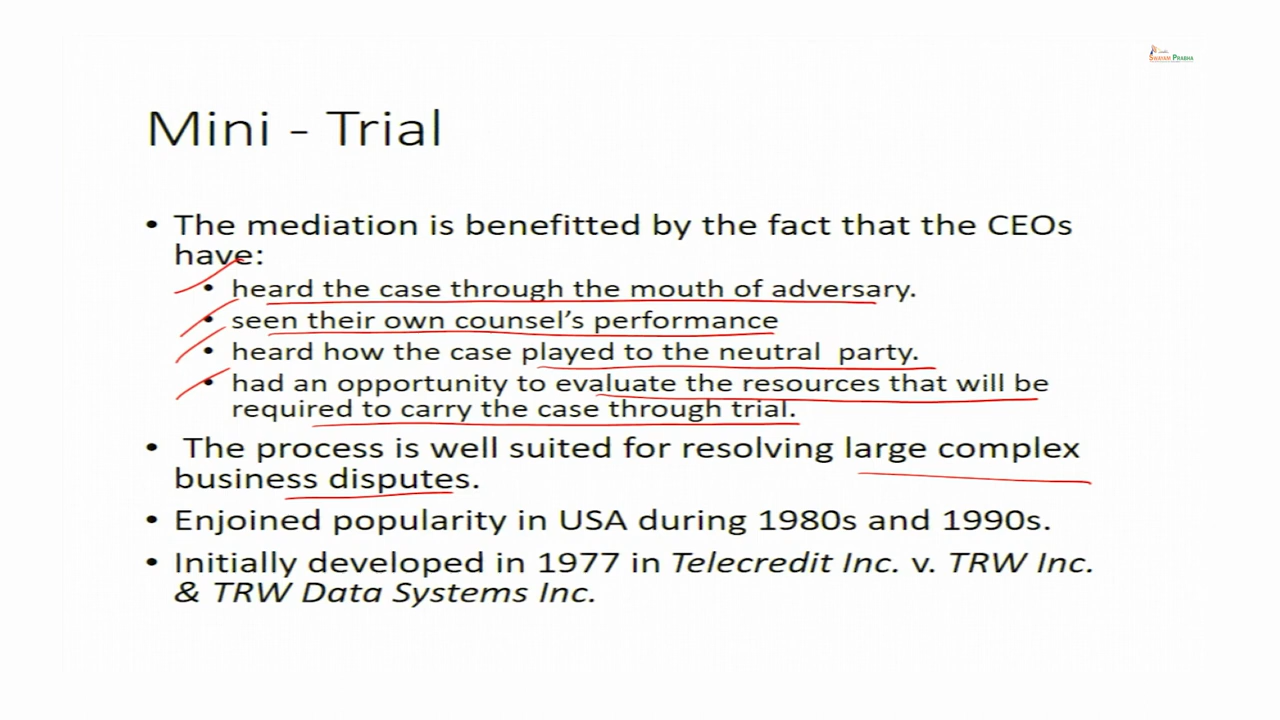 SWAYAM PRABHA
Mini - Trial
• The mediation is benefitted by the fact that the CEOs
have:
• heard the case through the mouth of adversary.
• seen their own counsel's performance
• heard how the case played to the neutral party.
• had an opportunity to evaluate the resources that will be
required to carry the case through trial.
• The process is well suited for resolving large complex
business disputes.
• Enjoined popularity in USA during 1980s and 1990s.
• Initially developed in 1977 in Telecredit Inc. v. TRW Inc.
& TRW Data Systems Inc.